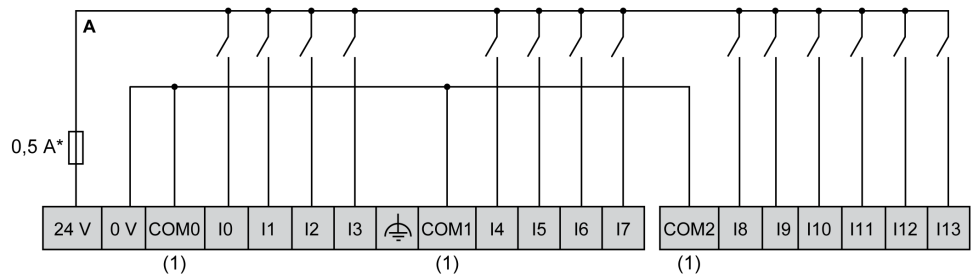 A
0,5 A*
24 V 0 V COM0 I0 I1 I2 I3 COM1 I4 I5 I6 I7 COM2 I8 I9 I10 I11 I12 I13
(1) (1) (1)